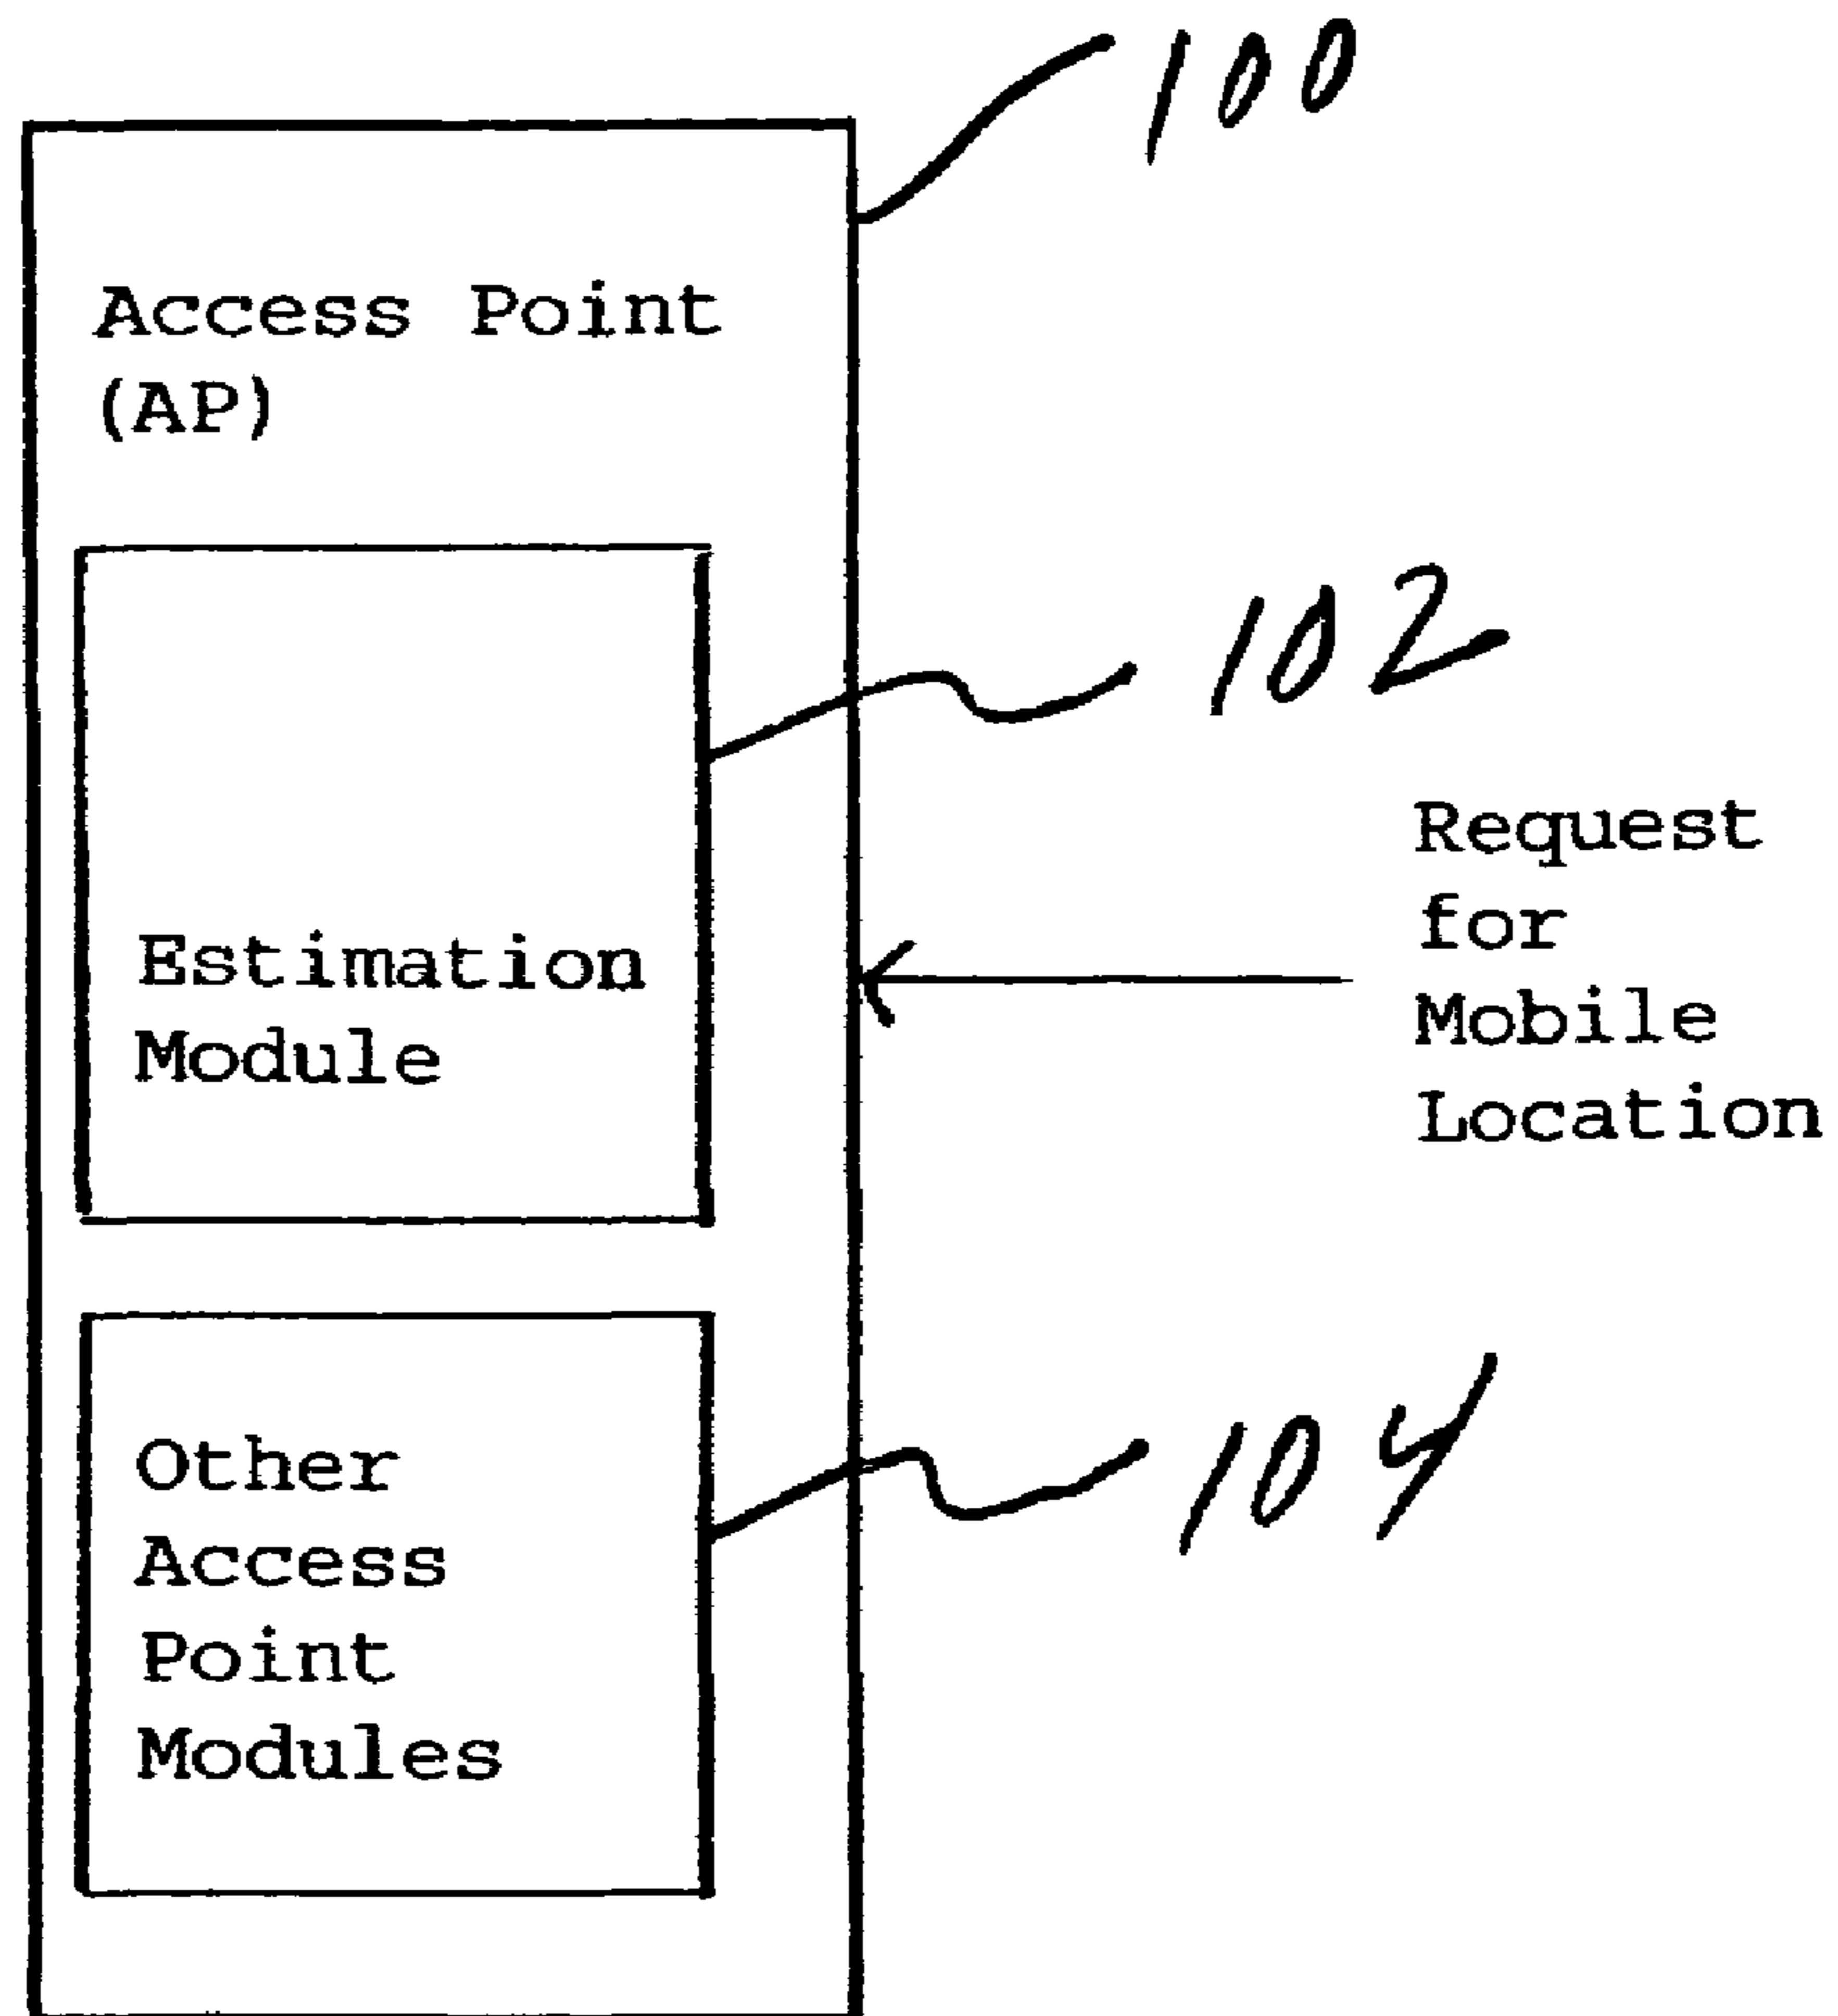 100
Access Point
(AP)
102
Request
for
Mobile
Location
Estimation
Module
104
Other
Access
Point
Modules